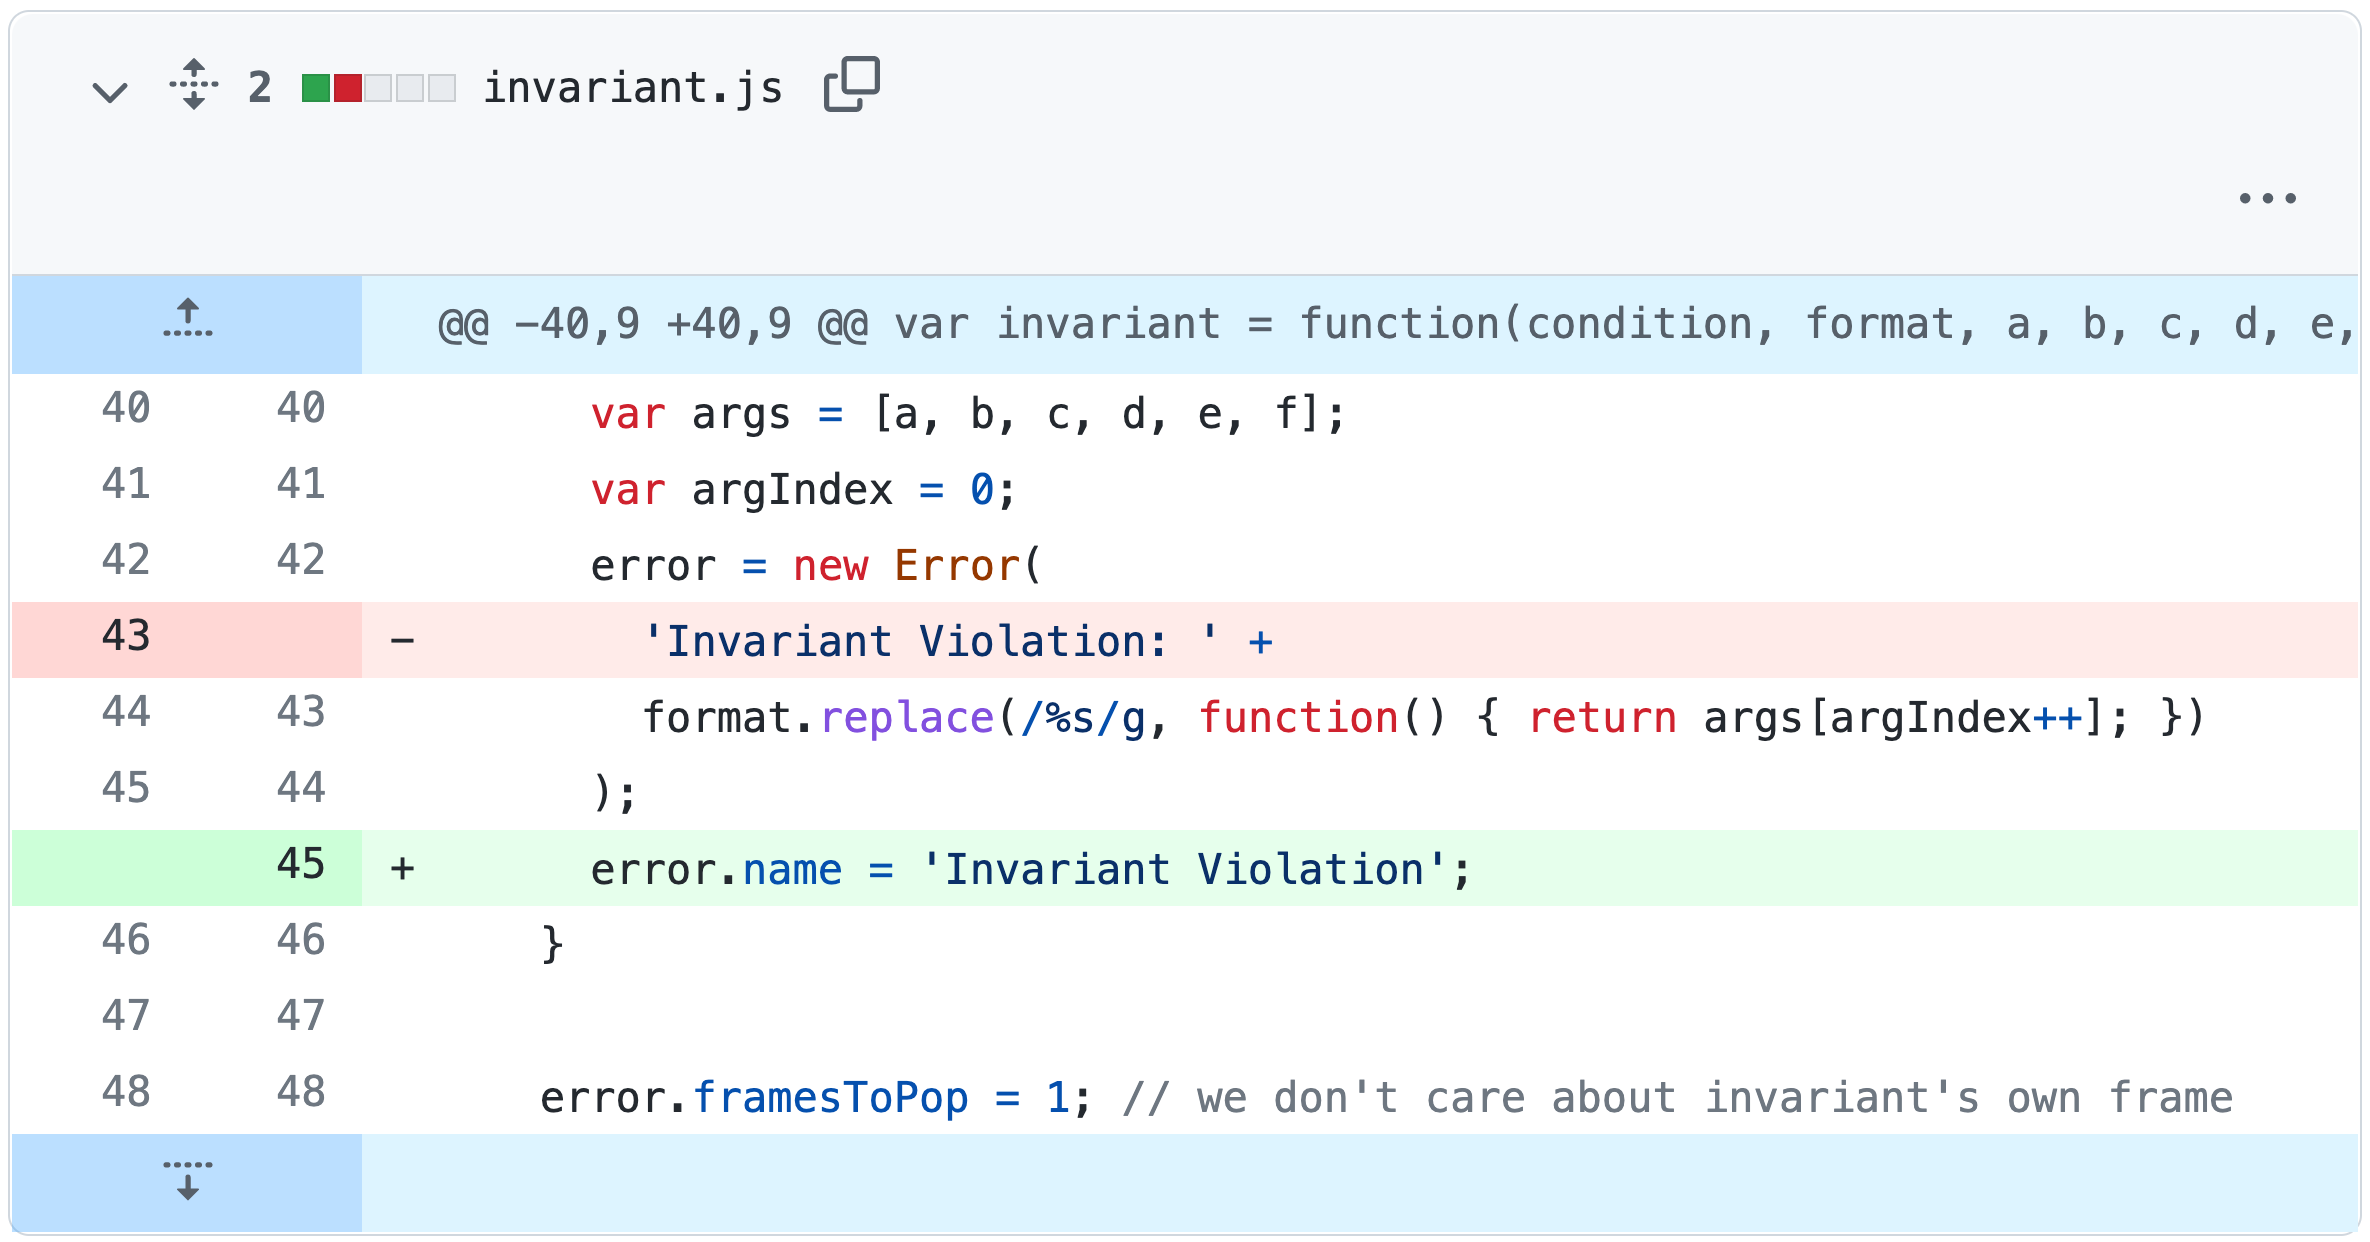 2 invariant.js
@@ -40,9 +40,9 @@ var invariant = function(condition, format, a, b, c, d, e,
40 40 var args = [a, b, c, d, e, f];
41 41 var argIndex = 0;
42 42 error = new Error(
43 - 'Invariant Violation: ' +
44 43 format.replace(/%s/g, function() { return args[argIndex++]; })
45 44 );
45 + error.name = 'Invariant Violation';
46 46 }
47 47
48 48 error.framesToPop = 1; // we don't care about invariant's own frame